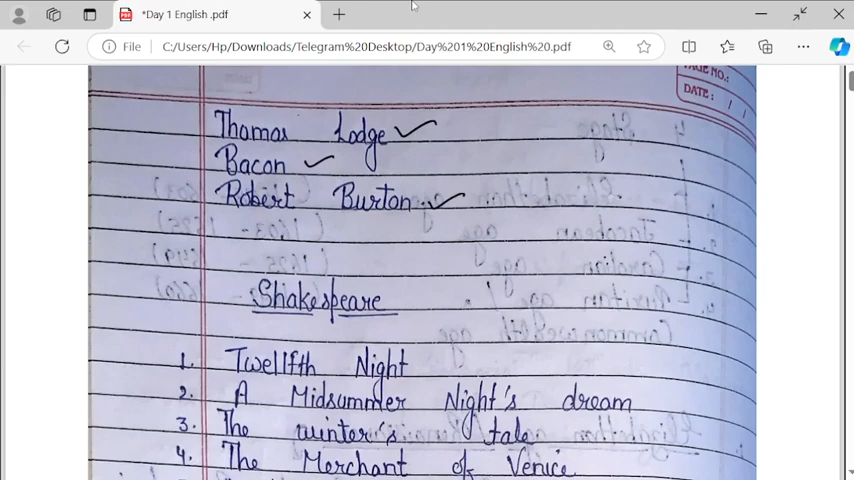 *Day 1 English .pdf
File
C:/Users/Hp/Downloads/Telegram%20Desktop/Day%201%20English%20.pdf
PAGE NO.:
DATE: / /
Thomas Lodge ✓
Bacon ✓
Robert Burton ✓
Shakespeare
1. Twelfth Night
2. A Midsummer Night's dream
3. The winter's tale
4. The Merchant of Venice